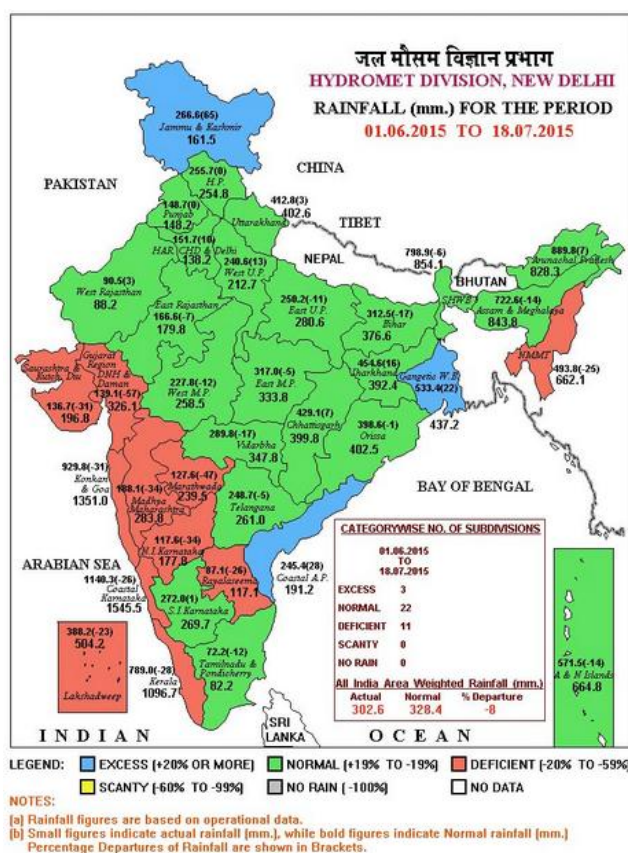 जल मौसम विज्ञान प्रभाग
HYDROMET DIVISION, NEW DELHI
RAINFALL (mm.) FOR THE PERIOD
01.06.2015 TO 18.07.2015
266.6(65)
Jammu & Kashmir
161.5
PAKISTAN
CHINA
TIBET
NEPAL
BHUTAN
255.7(0)
H.P.
254.8
148.7(0)
Punjab
148.2
412.8(3)
402.6
Uttarakhand
151.7(10)
HAR. CHD & Delhi
138.2
240.6(13)
West U.P.
212.7
798.9(-6)
854.1
SHWB
889.8(7)
Arunachal Pradesh
828.3
90.5(3)
West Rajasthan
88.2
East Rajasthan
166.6(-7)
179.8
250.2(-11)
East U.P.
280.6
312.5(-17)
Bihar
376.6
722.6(-14)
Assam & Meghalaya
843.8
NMMT
493.8(-25)
662.1
Saurashtra &
Kutch, Diu
136.7(-31)
196.8
Gujarat
Region
DNH &
Daman
139.1(-57)
326.1
227.8(-12)
West M.P.
258.5
317.0(-5)
East M.P.
333.8
454.6(16)
Jharkhand
392.4
Gangetic W.B.
533.4(22)
437.2
429.1(7)
Chhattisgarh
399.8
398.6(-1)
Orissa
402.5
289.8(-17)
Vidarbha
347.8
929.8(-31)
Konkan
& Goa
1351.0
188.1(-34)
Madhya
Maharashtra
283.8
127.6(-47)
Marathwada
239.5
248.7(-5)
Telangana
261.0
BAY OF BENGAL
117.6(-34)
N.I.Karnataka
177.8
87.1(-26)
Rayalaseema
117.1
245.4(28)
Coastal A.P.
191.2
ARABIAN SEA
1140.3(-26)
Coastal
Karnataka
1545.5
272.0(1)
S.I.Karnataka
269.7
388.2(-23)
504.2
Lakshadweep
789.0(-28)
Kerala
1096.7
72.2(-12)
Tamilnadu &
Pondicherry
82.2
CATEGORYWISE NO. OF SUBDIVISIONS
01.06.2015
TO
18.07.2015
EXCESS 3
NORMAL 22
DEFICIENT 11
SCANTY 0
NO RAIN 0
All India Area Weighted Rainfall (mm.)
Actual Normal % Departure
302.6 328.4 -8
571.5(-14)
A & N Islands
664.8
SRI
LANKA
INDIAN OCEAN
LEGEND: EXCESS (+20% OR MORE) NORMAL (+19% TO -19%) DEFICIENT (-20% TO -59%)
SCANTY (-60% TO -99%) NO RAIN (-100%) NO DATA
NOTES:
(a) Rainfall figures are based on operational data.
(b) Small figures indicate actual rainfall (mm.), while bold figures indicate Normal rainfall (mm.)
Percentage Departures of Rainfall are shown in Brackets.